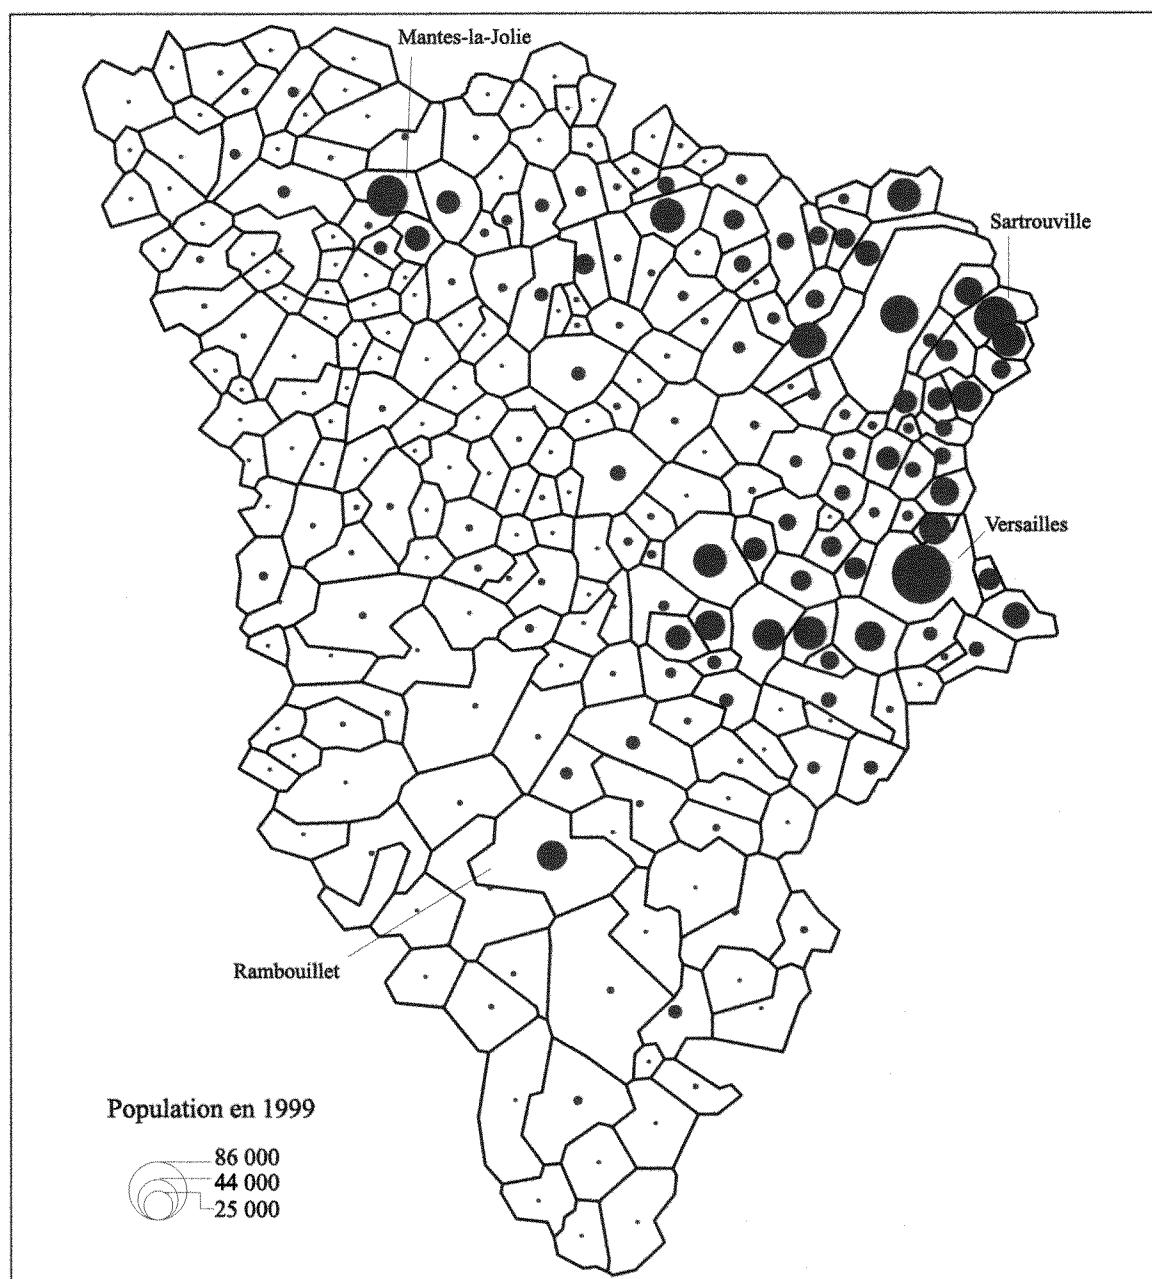 Mantes-la-Jolie
Sartrouville
Versailles
Rambouillet
Population en 1999
86 000
44 000
25 000